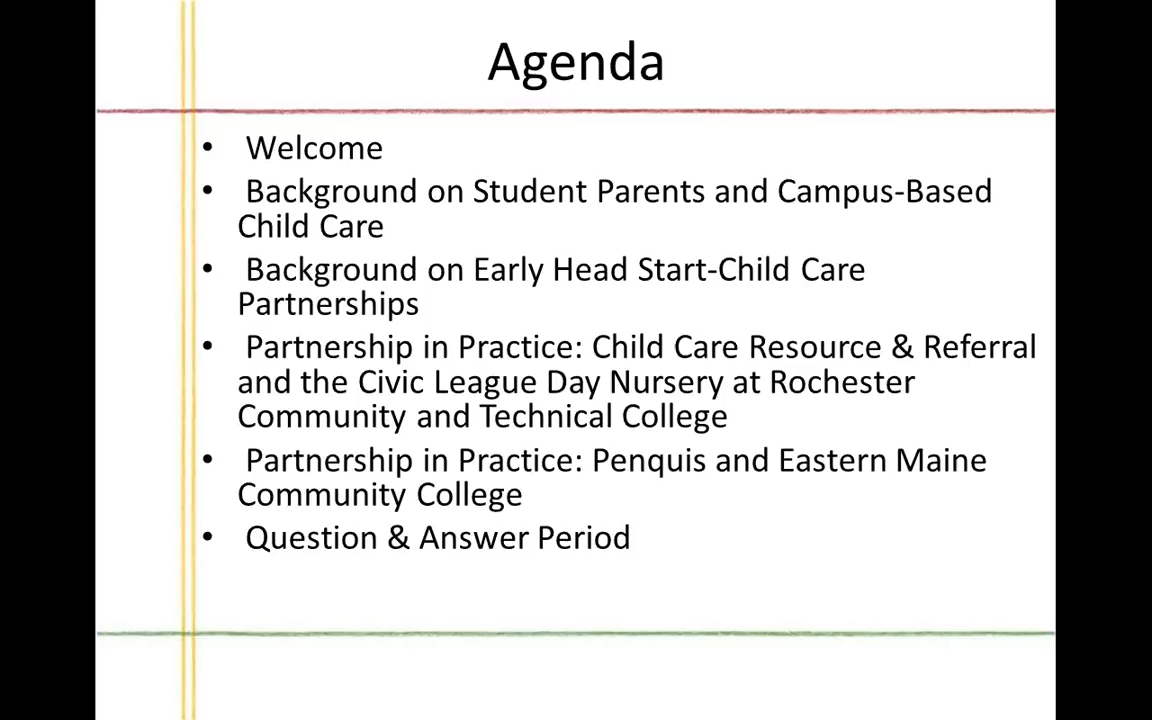 Agenda
• Welcome
• Background on Student Parents and Campus-Based
Child Care
• Background on Early Head Start-Child Care
Partnerships
• Partnership in Practice: Child Care Resource & Referral
and the Civic League Day Nursery at Rochester
Community and Technical College
• Partnership in Practice: Penquis and Eastern Maine
Community College
• Question & Answer Period